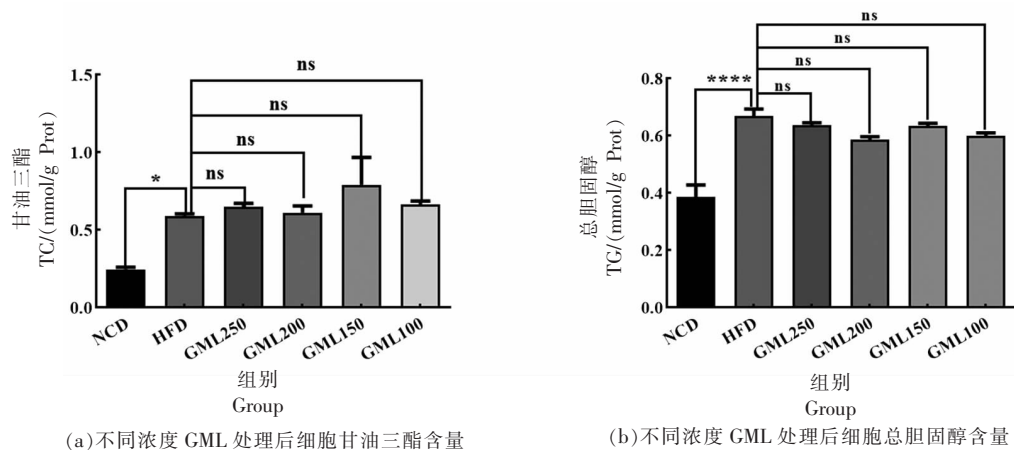 ns
ns
ns
ns
*
1.5
1.0
0.5
0.0
甘油三酯
TC/(mmol/g Prot)
NCD
HFD
GML250
GML200
GML150
GML100
组别
Group
(a)不同浓度 GML 处理后细胞甘油三酯含量
ns
ns
ns
ns
****
0.8
0.6
0.4
0.2
0.0
总胆固醇
TG/(mmol/g Prot)
NCD
HFD
GML250
GML200
GML150
GML100
组别
Group
(b)不同浓度 GML 处理后细胞总胆固醇含量